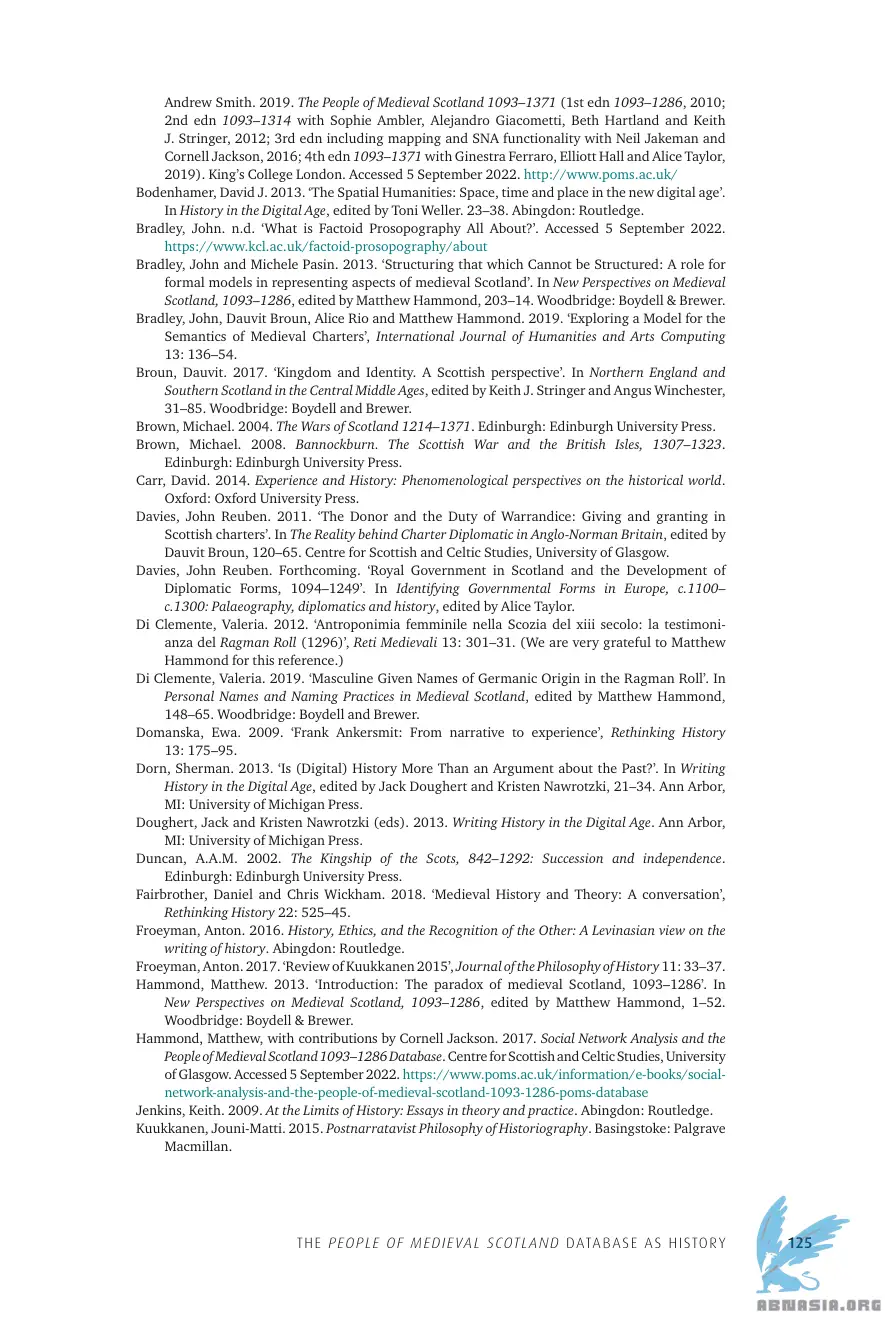 Andrew Smith. 2019. The People of Medieval Scotland 1093–1371 (1st edn 1093–1286, 2010;
2nd edn 1093–1314 with Sophie Ambler, Alejandro Giacometti, Beth Hartland and Keith
J. Stringer, 2012; 3rd edn including mapping and SNA functionality with Neil Jakeman and
Cornell Jackson, 2016; 4th edn 1093–1371 with Ginestra Ferraro, Elliott Hall and Alice Taylor,
2019). King’s College London. Accessed 5 September 2022. http://www.poms.ac.uk/
Bodenhamer, David J. 2013. ‘The Spatial Humanities: Space, time and place in the new digital age’.
In History in the Digital Age, edited by Toni Weller. 23–38. Abingdon: Routledge.
Bradley, John. n.d. ‘What is Factoid Prosopography All About?’. Accessed 5 September 2022.
https://www.kcl.ac.uk/factoid-prosopography/about
Bradley, John and Michele Pasin. 2013. ‘Structuring that which Cannot be Structured: A role for
formal models in representing aspects of medieval Scotland’. In New Perspectives on Medieval
Scotland, 1093–1286, edited by Matthew Hammond, 203–14. Woodbridge: Boydell & Brewer.
Bradley, John, Dauvit Broun, Alice Rio and Matthew Hammond. 2019. ‘Exploring a Model for the
Semantics of Medieval Charters’, International Journal of Humanities and Arts Computing
13: 136–54.
Broun, Dauvit. 2017. ‘Kingdom and Identity. A Scottish perspective’. In Northern England and
Southern Scotland in the Central Middle Ages, edited by Keith J. Stringer and Angus Winchester,
31–85. Woodbridge: Boydell and Brewer.
Brown, Michael. 2004. The Wars of Scotland 1214–1371. Edinburgh: Edinburgh University Press.
Brown, Michael. 2008. Bannockburn. The Scottish War and the British Isles, 1307–1323.
Edinburgh: Edinburgh University Press.
Carr, David. 2014. Experience and History: Phenomenological perspectives on the historical world.
Oxford: Oxford University Press.
Davies, John Reuben. 2011. ‘The Donor and the Duty of Warrandice: Giving and granting in
Scottish charters’. In The Reality behind Charter Diplomatic in Anglo-Norman Britain, edited by
Dauvit Broun, 120–65. Centre for Scottish and Celtic Studies, University of Glasgow.
Davies, John Reuben. Forthcoming. ‘Royal Government in Scotland and the Development of
Diplomatic Forms, 1094–1249’. In Identifying Governmental Forms in Europe, c.1100–
c.1300: Palaeography, diplomatics and history, edited by Alice Taylor.
Di Clemente, Valeria. 2012. ‘Antroponimia femminile nella Scozia del xiii secolo: la testimoni-
anza del Ragman Roll (1296)’, Reti Medievali 13: 301–31. (We are very grateful to Matthew
Hammond for this reference.)
Di Clemente, Valeria. 2019. ‘Masculine Given Names of Germanic Origin in the Ragman Roll’. In
Personal Names and Naming Practices in Medieval Scotland, edited by Matthew Hammond,
148–65. Woodbridge: Boydell and Brewer.
Domanska, Ewa. 2009. ‘Frank Ankersmit: From narrative to experience’, Rethinking History
13: 175–95.
Dorn, Sherman. 2013. ‘Is (Digital) History More Than an Argument about the Past?’. In Writing
History in the Digital Age, edited by Jack Doughert and Kristen Nawrotzki, 21–34. Ann Arbor,
MI: University of Michigan Press.
Doughert, Jack and Kristen Nawrotzki (eds). 2013. Writing History in the Digital Age. Ann Arbor,
MI: University of Michigan Press.
Duncan, A.A.M. 2002. The Kingship of the Scots, 842–1292: Succession and independence.
Edinburgh: Edinburgh University Press.
Fairbrother, Daniel and Chris Wickham. 2018. ‘Medieval History and Theory: A conversation’,
Rethinking History 22: 525–45.
Froeyman, Anton. 2016. History, Ethics, and the Recognition of the Other: A Levinasian view on the
writing of history. Abingdon: Routledge.
Froeyman, Anton. 2017. ‘Review of Kuukkanen 2015’, Journal of the Philosophy of History 11: 33–37.
Hammond, Matthew. 2013. ‘Introduction: The paradox of medieval Scotland, 1093–1286’. In
New Perspectives on Medieval Scotland, 1093–1286, edited by Matthew Hammond, 1–52.
Woodbridge: Boydell & Brewer.
Hammond, Matthew, with contributions by Cornell Jackson. 2017. Social Network Analysis and the
People of Medieval Scotland 1093–1286 Database. Centre for Scottish and Celtic Studies, University
of Glasgow. Accessed 5 September 2022. https://www.poms.ac.uk/information/e-books/social-
network-analysis-and-the-people-of-medieval-scotland-1093-1286-poms-database
Jenkins, Keith. 2009. At the Limits of History: Essays in theory and practice. Abingdon: Routledge.
Kuukkanen, Jouni-Matti. 2015. Postnarratavist Philosophy of Historiography. Basingstoke: Palgrave
Macmillan.
THE PEOPLE OF MEDIEVAL SCOTLAND DATABASE AS HISTORY 125
ABNASIA.ORG